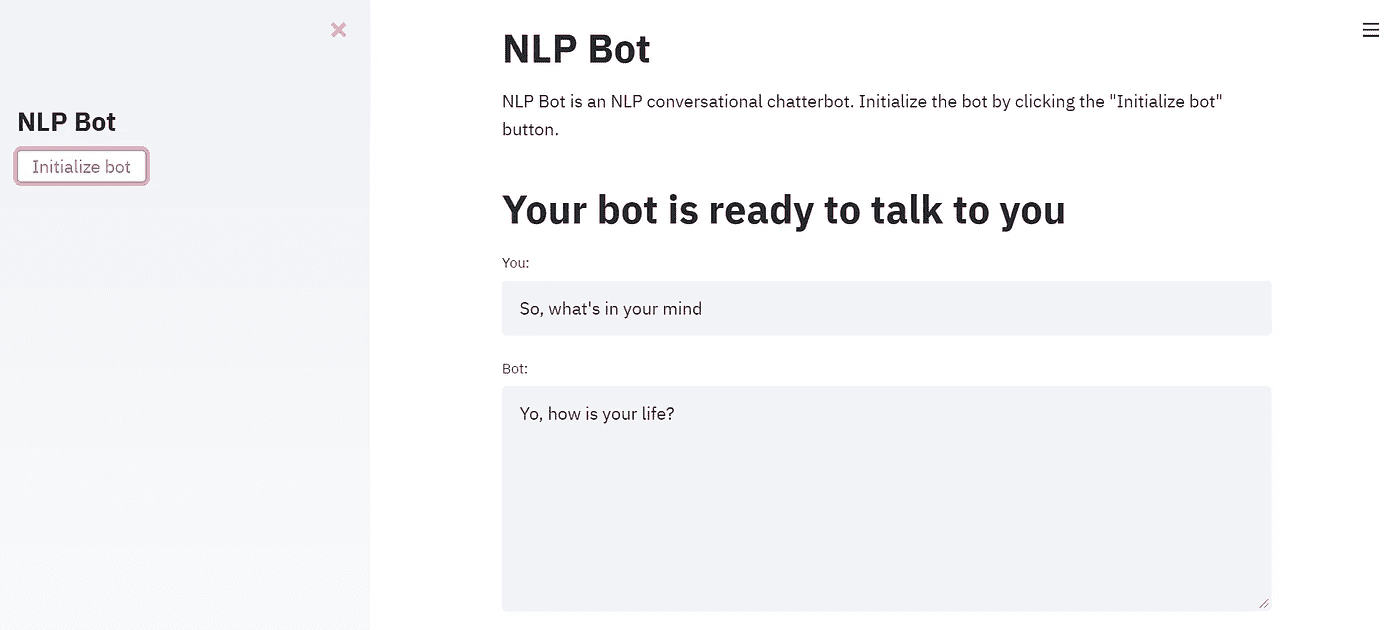 NLP Bot
Initialize bot
NLP Bot
NLP Bot is an NLP conversational chatterbot. Initialize the bot by clicking the "Initialize bot"
button.
Your bot is ready to talk to you
You:
So, what's in your mind
Bot:
Yo, how is your life?